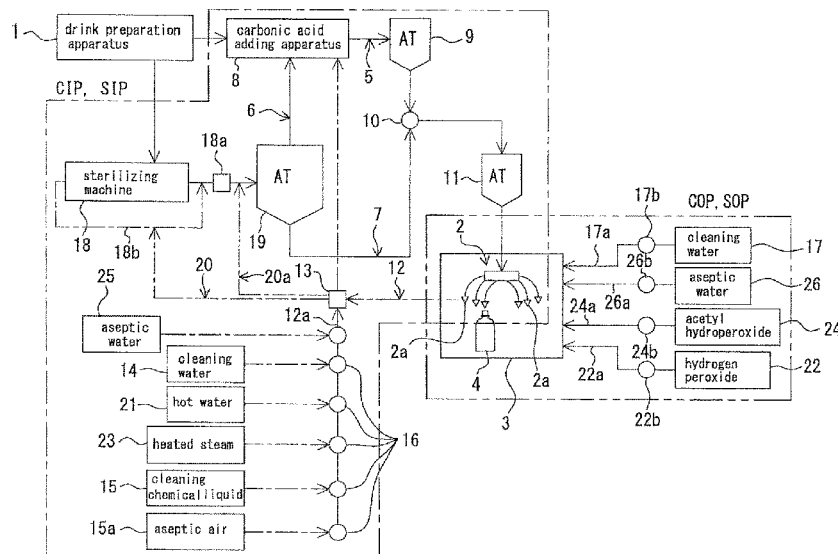 1
drink preparation
apparatus
carbonic acid
adding apparatus
8
5
AT
9
CIP, SIP
6
10
18a
AT
11
AT
sterilizing
machine
18
18b
19
7
COP, SOP
17b
cleaning
water
17
17a
2
26b
aseptic water
26
26a
20
20a
13
12
12a
25
aseptic
water
24a
acetyl
hydroperoxide
24
24b
2a
4
2a
22a
hydrogen
peroxide
22
22b
3
cleaning
water
14
hot water
21
heated steam
23
16
cleaning
chemicalliquid
15
aseptic air
15a